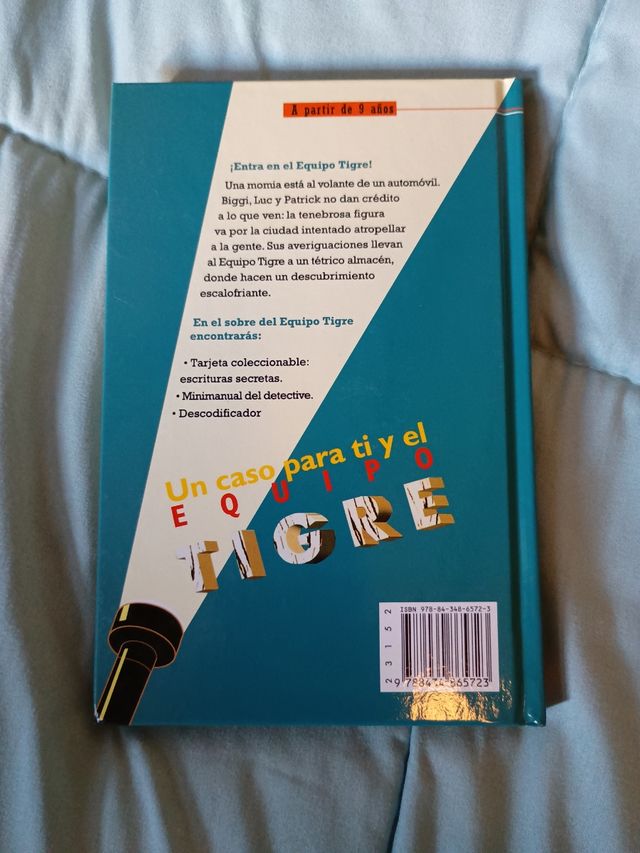 A partir de 9 años
¡Entra en el Equipo Tigre!
Una momia está al volante de un automóvil.
Biggi, Luc y Patrick no dan crédito
a lo que ven: la tenebrosa figura
va por la ciudad intentado atropellar
a la gente. Sus averiguaciones llevan
al Equipo Tigre a un tétrico almacén,
donde hacen un descubrimiento
escalofriante.
En el sobre del Equipo Tigre
encontrarás:
• Tarjeta coleccionable:
escrituras secretas.
• Minimanual del detective.
• Descodificador
Un caso para ti y el
EQUIPO
TIGRE
ISBN 978-84-348-6572-3
23152
9 788434 865723